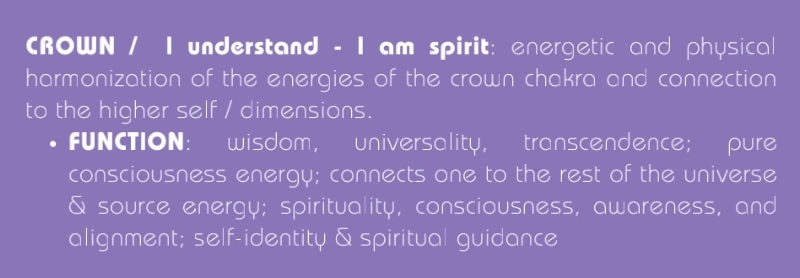 CROWN / I understand - I am spirit: energetic and physical
harmonization of the energies of the crown chakra and connection
to the higher self / dimensions.
• FUNCTION: wisdom, universality, transcendence; pure
consciousness energy; connects one to the rest of the universe
& source energy; spirituality, consciousness, awareness, and
alignment; self-identity & spiritual guidance